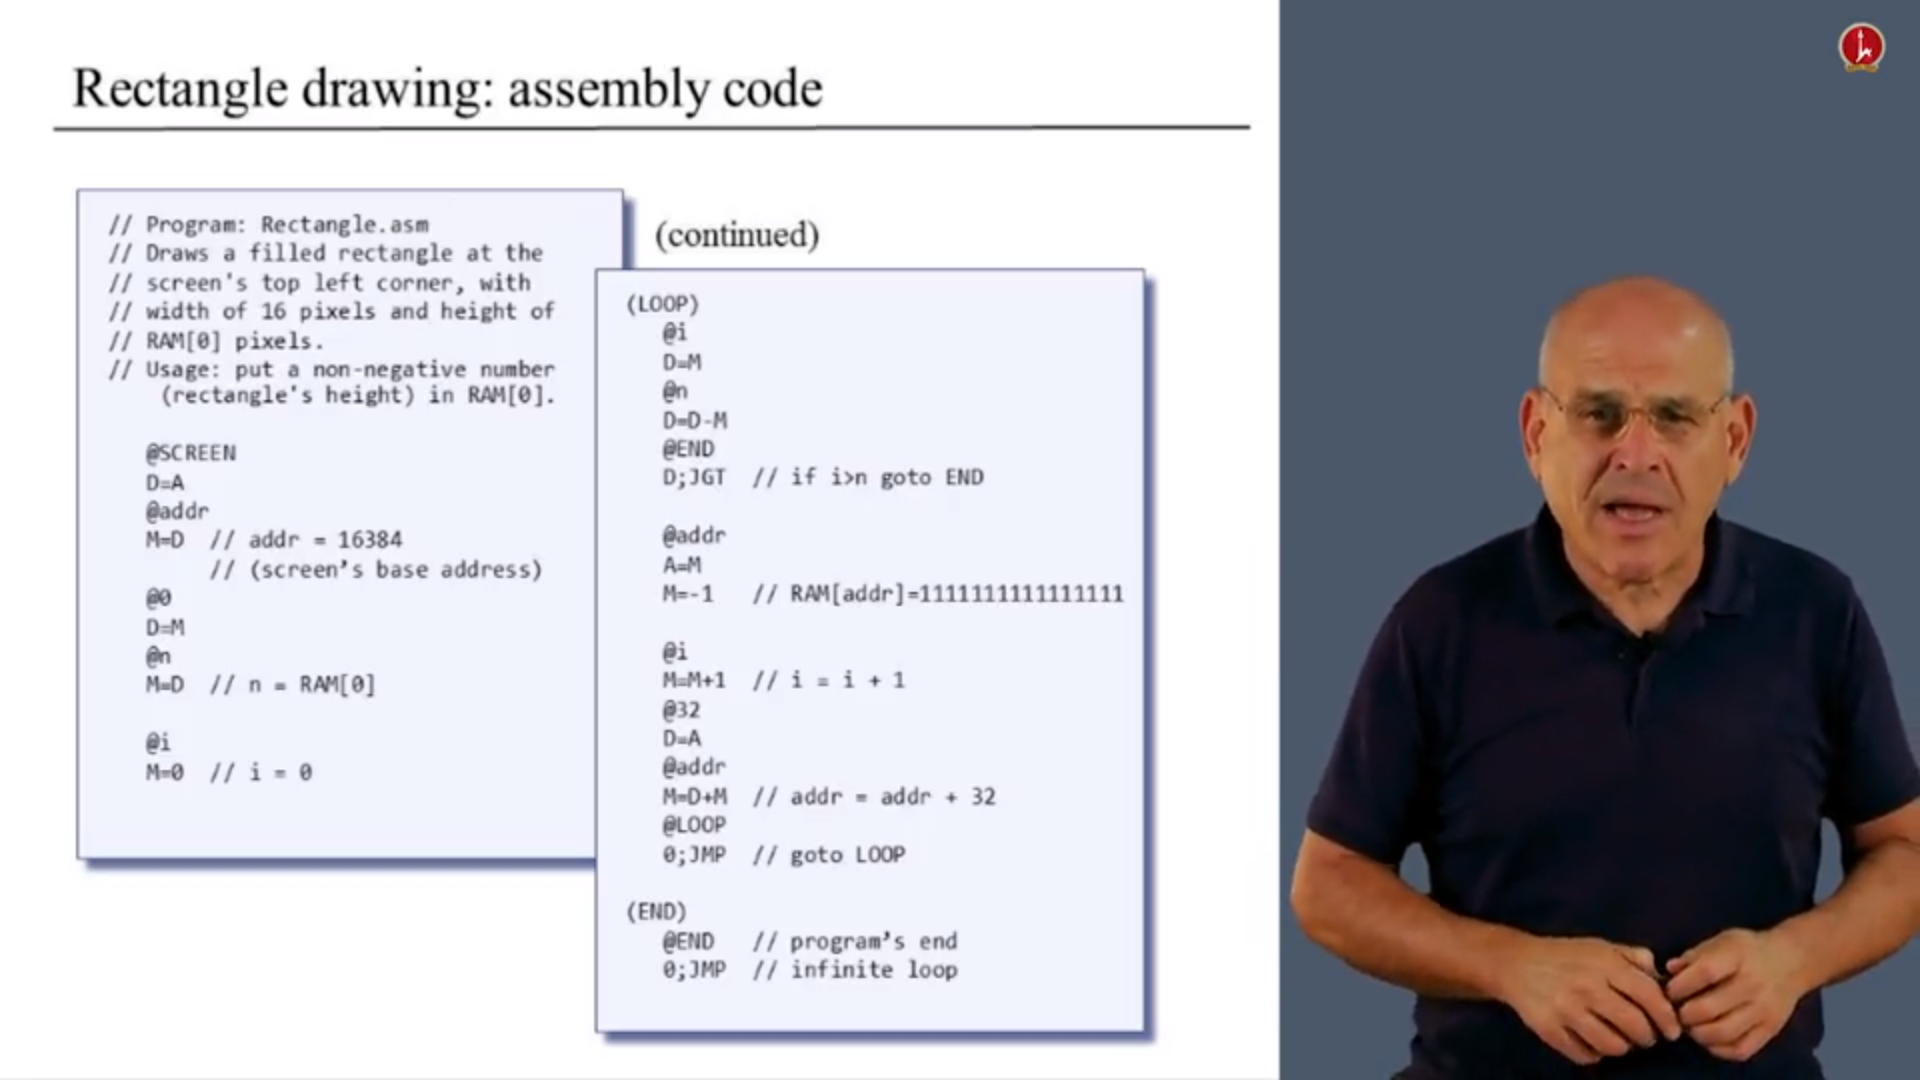 Rectangle drawing: assembly code
// Program: Rectangle.asm
// Draws a filled rectangle at the
// screen's top left corner, with
// width of 16 pixels and height of
// RAM[0] pixels.
// Usage: put a non-negative number
(rectangle's height) in RAM[0].
@SCREEN
D=A
@addr
M=D // addr = 16384
// (screen's base address)
@0
D=M
@n
M=D // n = RAM[0]
@i
M=0 // i = 0
(continued)
(LOOP)
@i
D=M
@n
D=D-M
@END
D;JGT // if i>n goto END
@addr
A=M
M=-1 // RAM[addr]=1111111111111111
@i
M=M+1 // i = i + 1
@32
D=A
@addr
M=D+M // addr = addr + 32
@LOOP
0;JMP // goto LOOP
(END)
@END // program's end
0;JMP // infinite loop